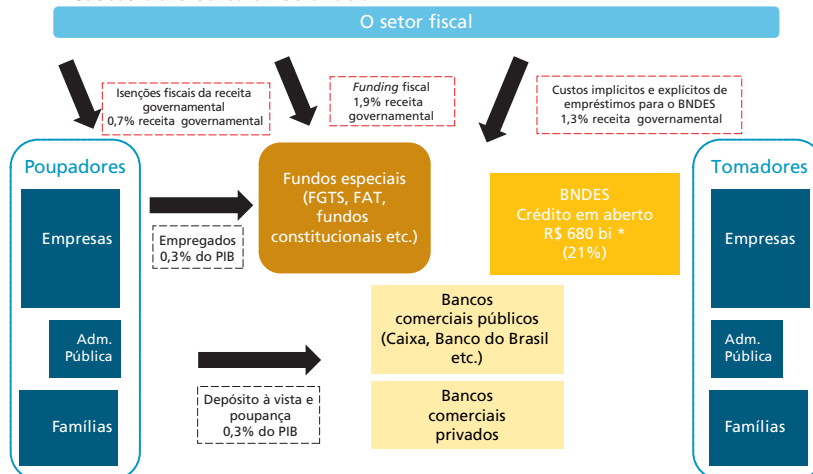 O setor fiscal
Isenções fiscais da receita
governamental
0,7% receita governamental
Funding fiscal
1,9% receita
governamental
Custos implícitos e explícitos de
empréstimos para o BNDES
1,3% receita governamental
Poupadores
Empresas
Adm.
Pública
Famílias
Empregados
0,3% do PIB
Fundos especiais
(FGTS, FAT,
fundos
constitucionais etc.)
BNDES
Crédito em aberto
R$ 680 bi *
(21%)
Depósito à vista e
poupança
0,3% do PIB
Bancos
comerciais públicos
(Caixa, Banco do Brasil
etc.)
Bancos
comerciais
privados
Tomadores
Empresas
Adm.
Pública
Famílias